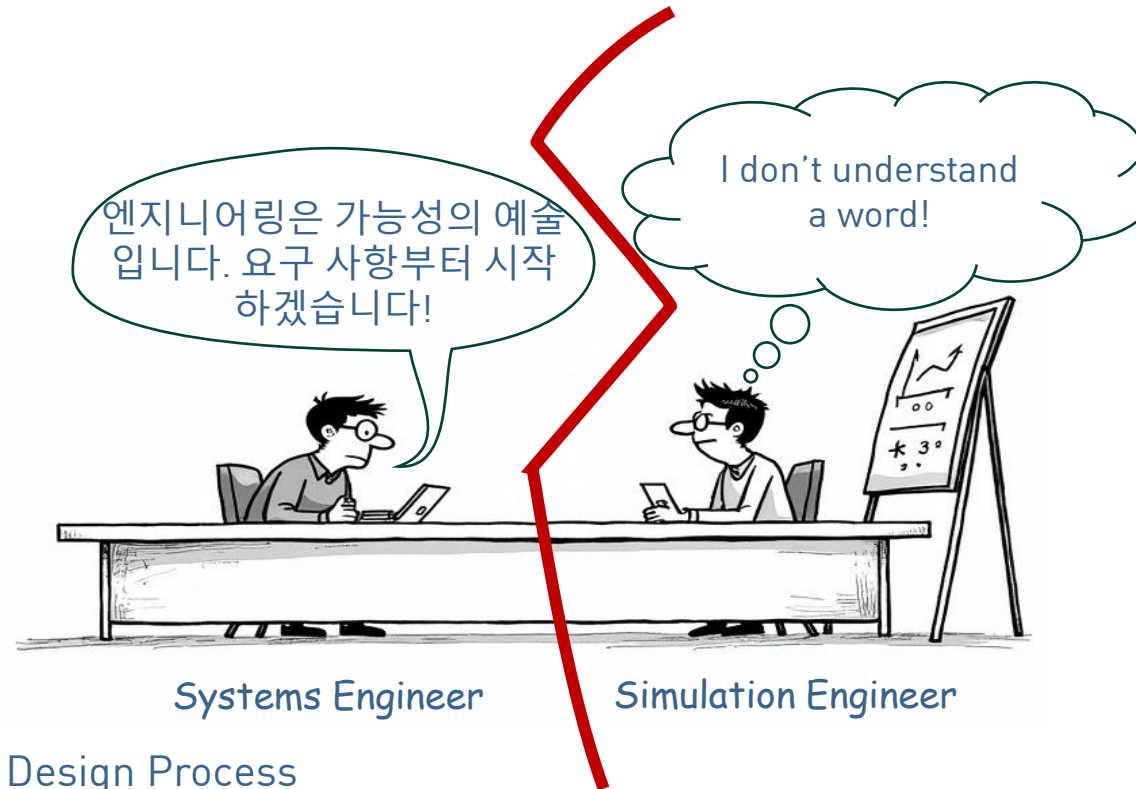 엔지니어링은 가능성의 예술
입니다. 요구 사항부터 시작
하겠습니다!
I don't understand
a word!
Systems Engineer
Simulation Engineer
Design Process